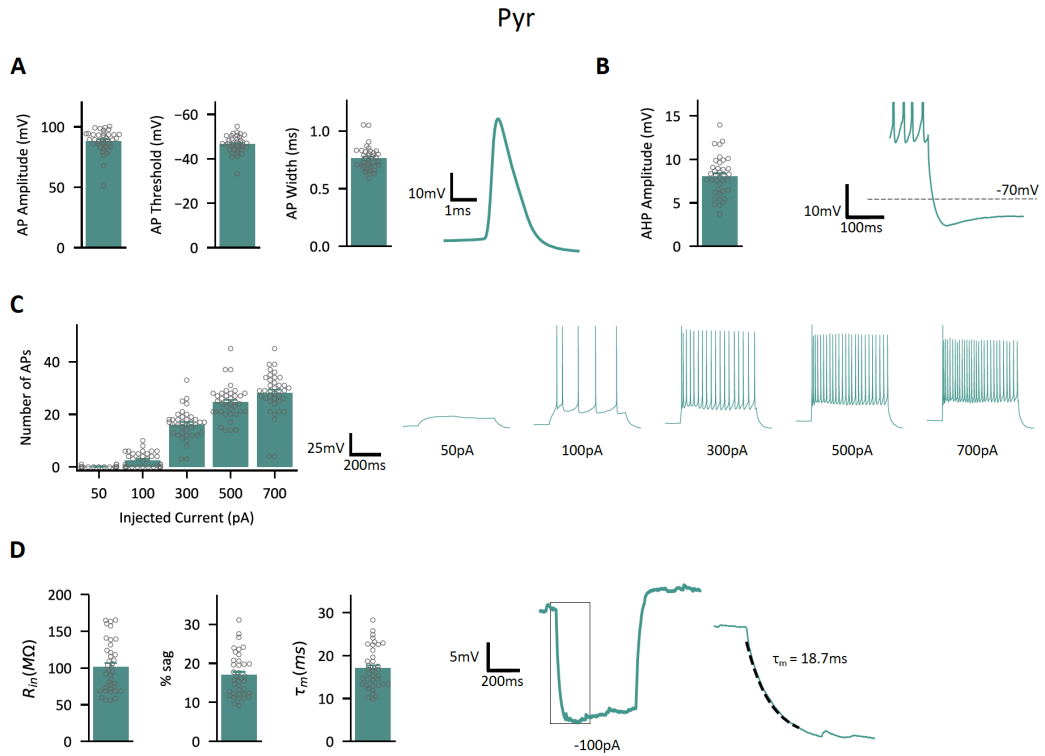 Pyr
A
B
AP Amplitude (mV)
100
50
0
AP Threshold (mV)
−60
−40
−20
0
AP Width (ms)
1.0
0.5
0.0
10mV
1ms
AHP Amplitude (mV)
15
10
5
0
10mV
100ms
-70mV
C
Number of APs
40
20
0
50
100
300
500
700
Injected Current (pA)
25mV
200ms
50pA
100pA
300pA
500pA
700pA
D
Rin(MΩ)
200
150
100
50
0
% sag
30
20
10
0
τm(ms)
30
20
10
0
5mV
200ms
-100pA
τm = 18.7ms